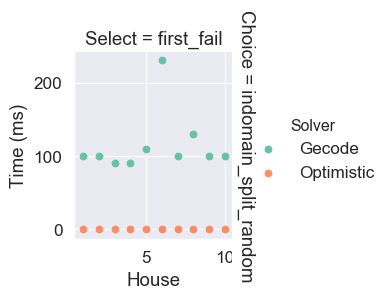 Select = first_fail
Choice = indomain_split_random
Time (ms)
200
100
0
5
10
House
Solver
Gecode
Optimistic